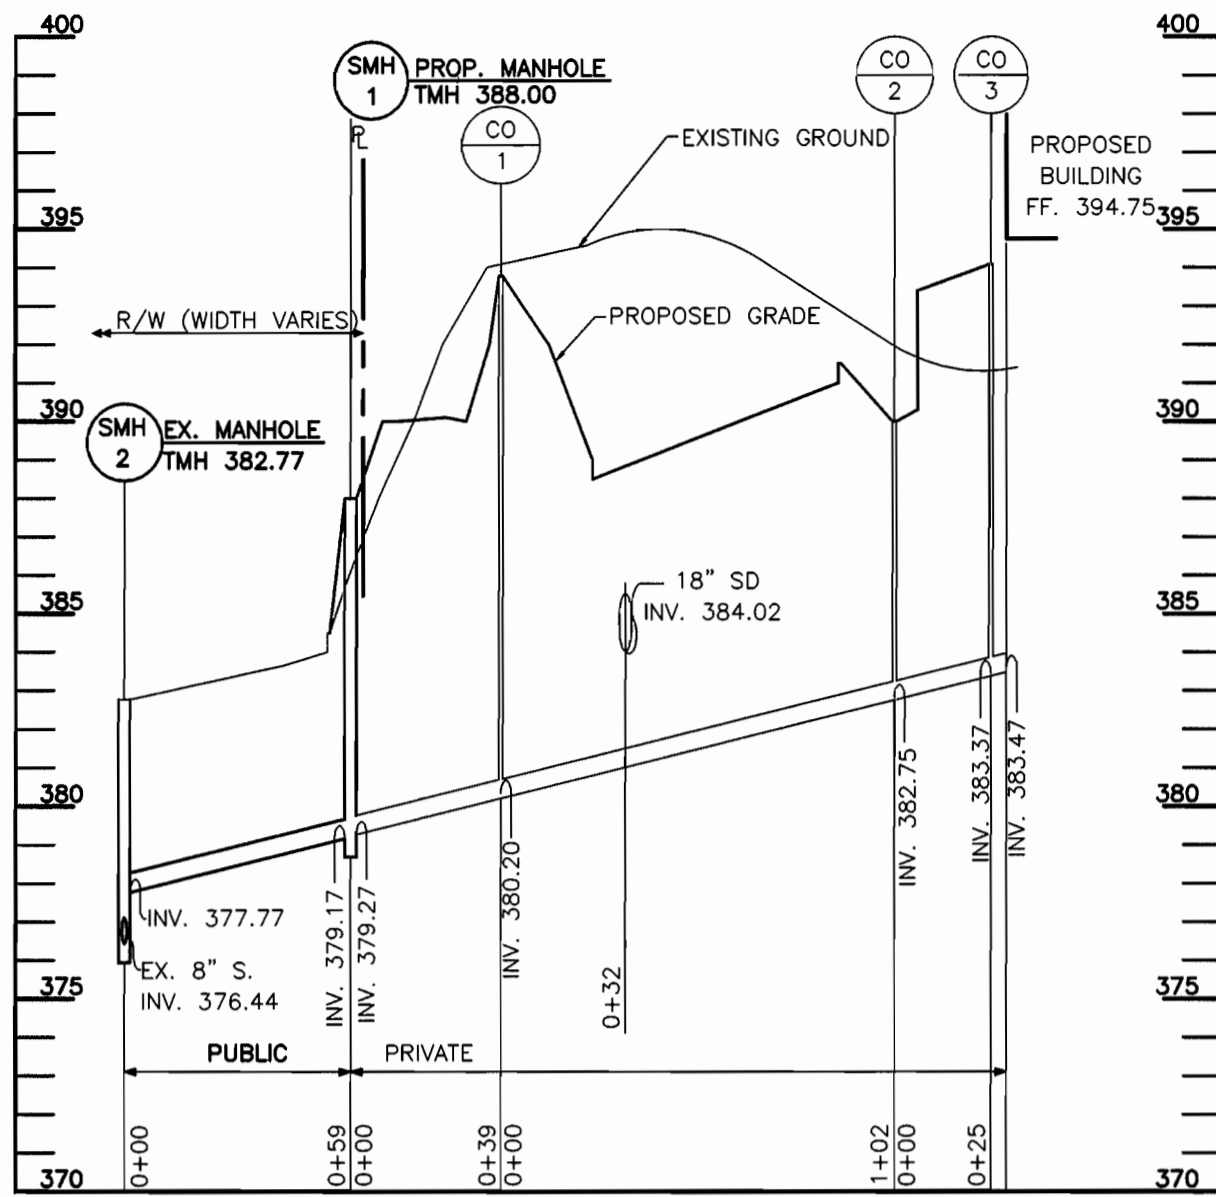 400
400
SMH
1
PROP. MANHOLE
TMH 388.00
PL
CO
1
CO
2
CO
3
EXISTING GROUND
PROPOSED
BUILDING
FF. 394.75
395
395
R/W (WIDTH VARIES)
PROPOSED GRADE
390
390
SMH
2
EX. MANHOLE
TMH 382.77
385
385
18" SD
INV. 384.02
380
380
INV. 377.77
EX. 8" S.
INV. 376.44
INV. 379.17
INV. 379.27
INV. 380.20
0+32
INV. 382.75
INV. 383.37
INV. 383.47
375
375
PUBLIC
PRIVATE
0+00
0+59
0+00
0+39
0+00
1+02
0+00
0+25
370
370